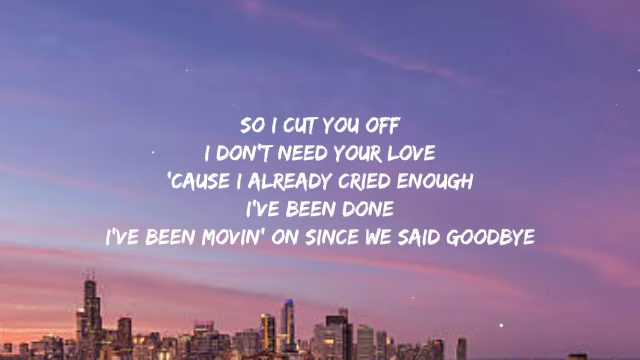 SO I CUT YOU OFF
I DON'T NEED YOUR LOVE
'CAUSE I ALREADY CRIED ENOUGH
I'VE BEEN DONE
I'VE BEEN MOVIN' ON SINCE WE SAID GOODBYE